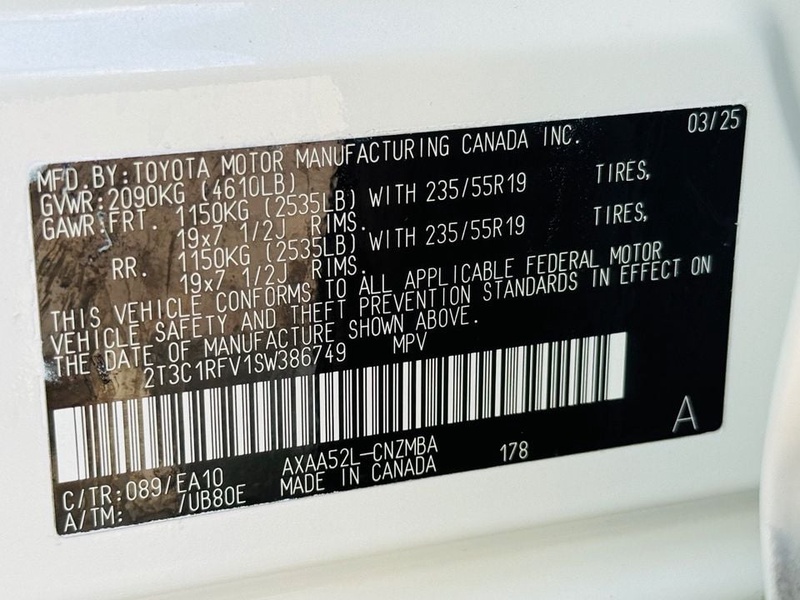 03/25
MFD.BY:TOYOTA MOTOR MANUFACTURING CANADA INC.
GVWR:2090KG (4610LB)
GAWR:FRT. 1150KG (2535LB) WITH 235/55R19 TIRES,
19x7 1/2J RIMS.
RR. 1150KG (2535LB) WITH 235/55R19 TIRES,
19x7 1/2J RIMS.
THIS VEHICLE CONFORMS TO ALL APPLICABLE FEDERAL MOTOR
VEHICLE SAFETY AND THEFT PREVENTION STANDARDS IN EFFECT ON
THE DATE OF MANUFACTURE SHOWN ABOVE.
2T3C1RFV1SW386749 MPV
A
C/TR:089/EA10 AXAA52L-CNZMBA 178
A/TM: /UB80E MADE IN CANADA